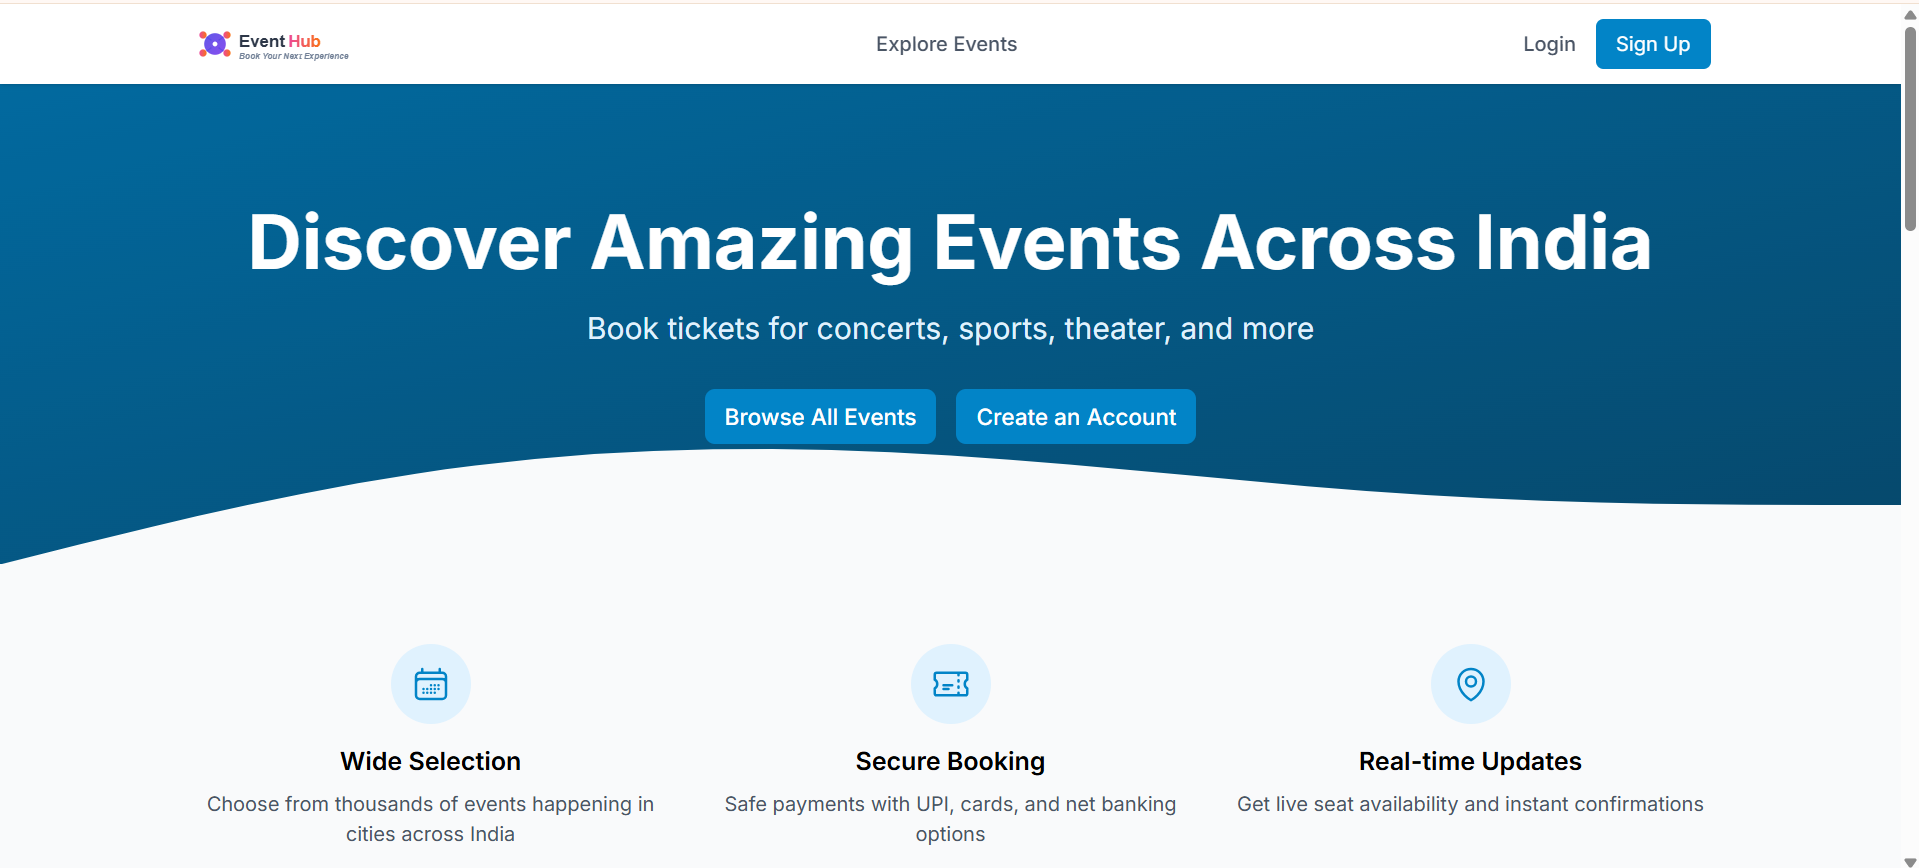 Event Hub
Book Your Next Experience
Explore Events
Login
Sign Up
Discover Amazing Events Across India
Book tickets for concerts, sports, theater, and more
Browse All Events
Create an Account
Wide Selection
Choose from thousands of events happening in
cities across India
Secure Booking
Safe payments with UPI, cards, and net banking
options
Real-time Updates
Get live seat availability and instant confirmations